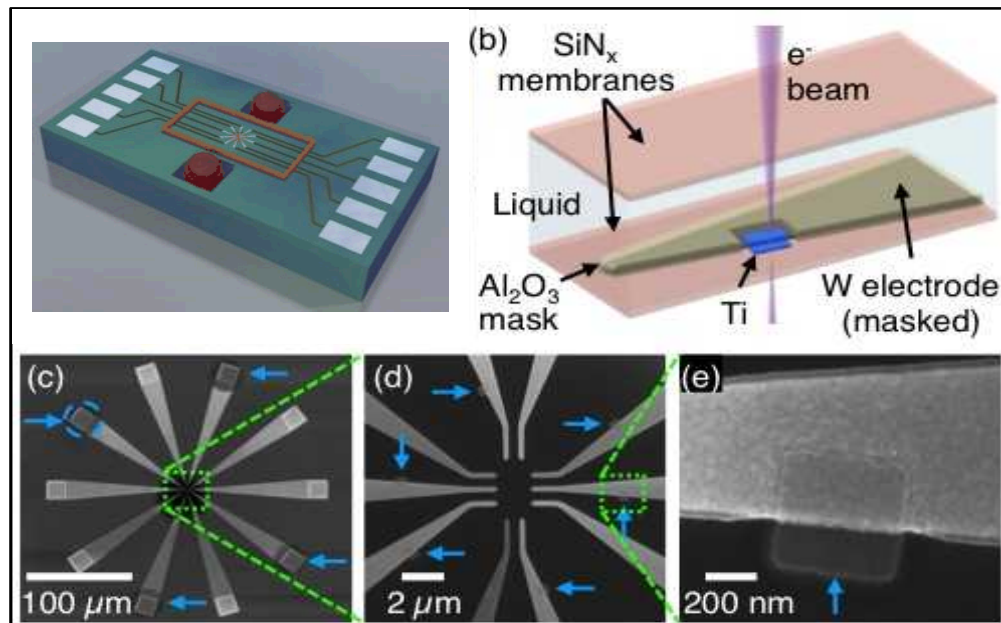 (b)
SiNₓ
membranes
e⁻
beam
Liquid
Al₂O₃
mask
Ti
W electrode
(masked)
(c)
100 µm
(d)
2 µm
(e)
200 nm